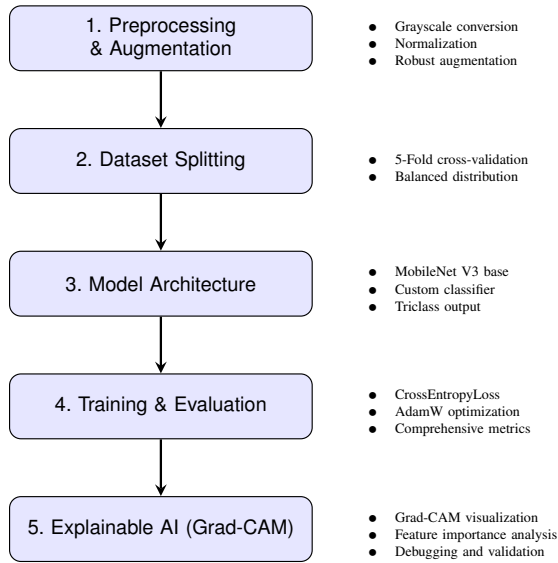 1. Preprocessing
& Augmentation
● Grayscale conversion
● Normalization
● Robust augmentation
2. Dataset Splitting
● 5-Fold cross-validation
● Balanced distribution
3. Model Architecture
● MobileNet V3 base
● Custom classifier
● Triclass output
4. Training & Evaluation
● CrossEntropyLoss
● AdamW optimization
● Comprehensive metrics
5. Explainable AI (Grad-CAM)
● Grad-CAM visualization
● Feature importance analysis
● Debugging and validation